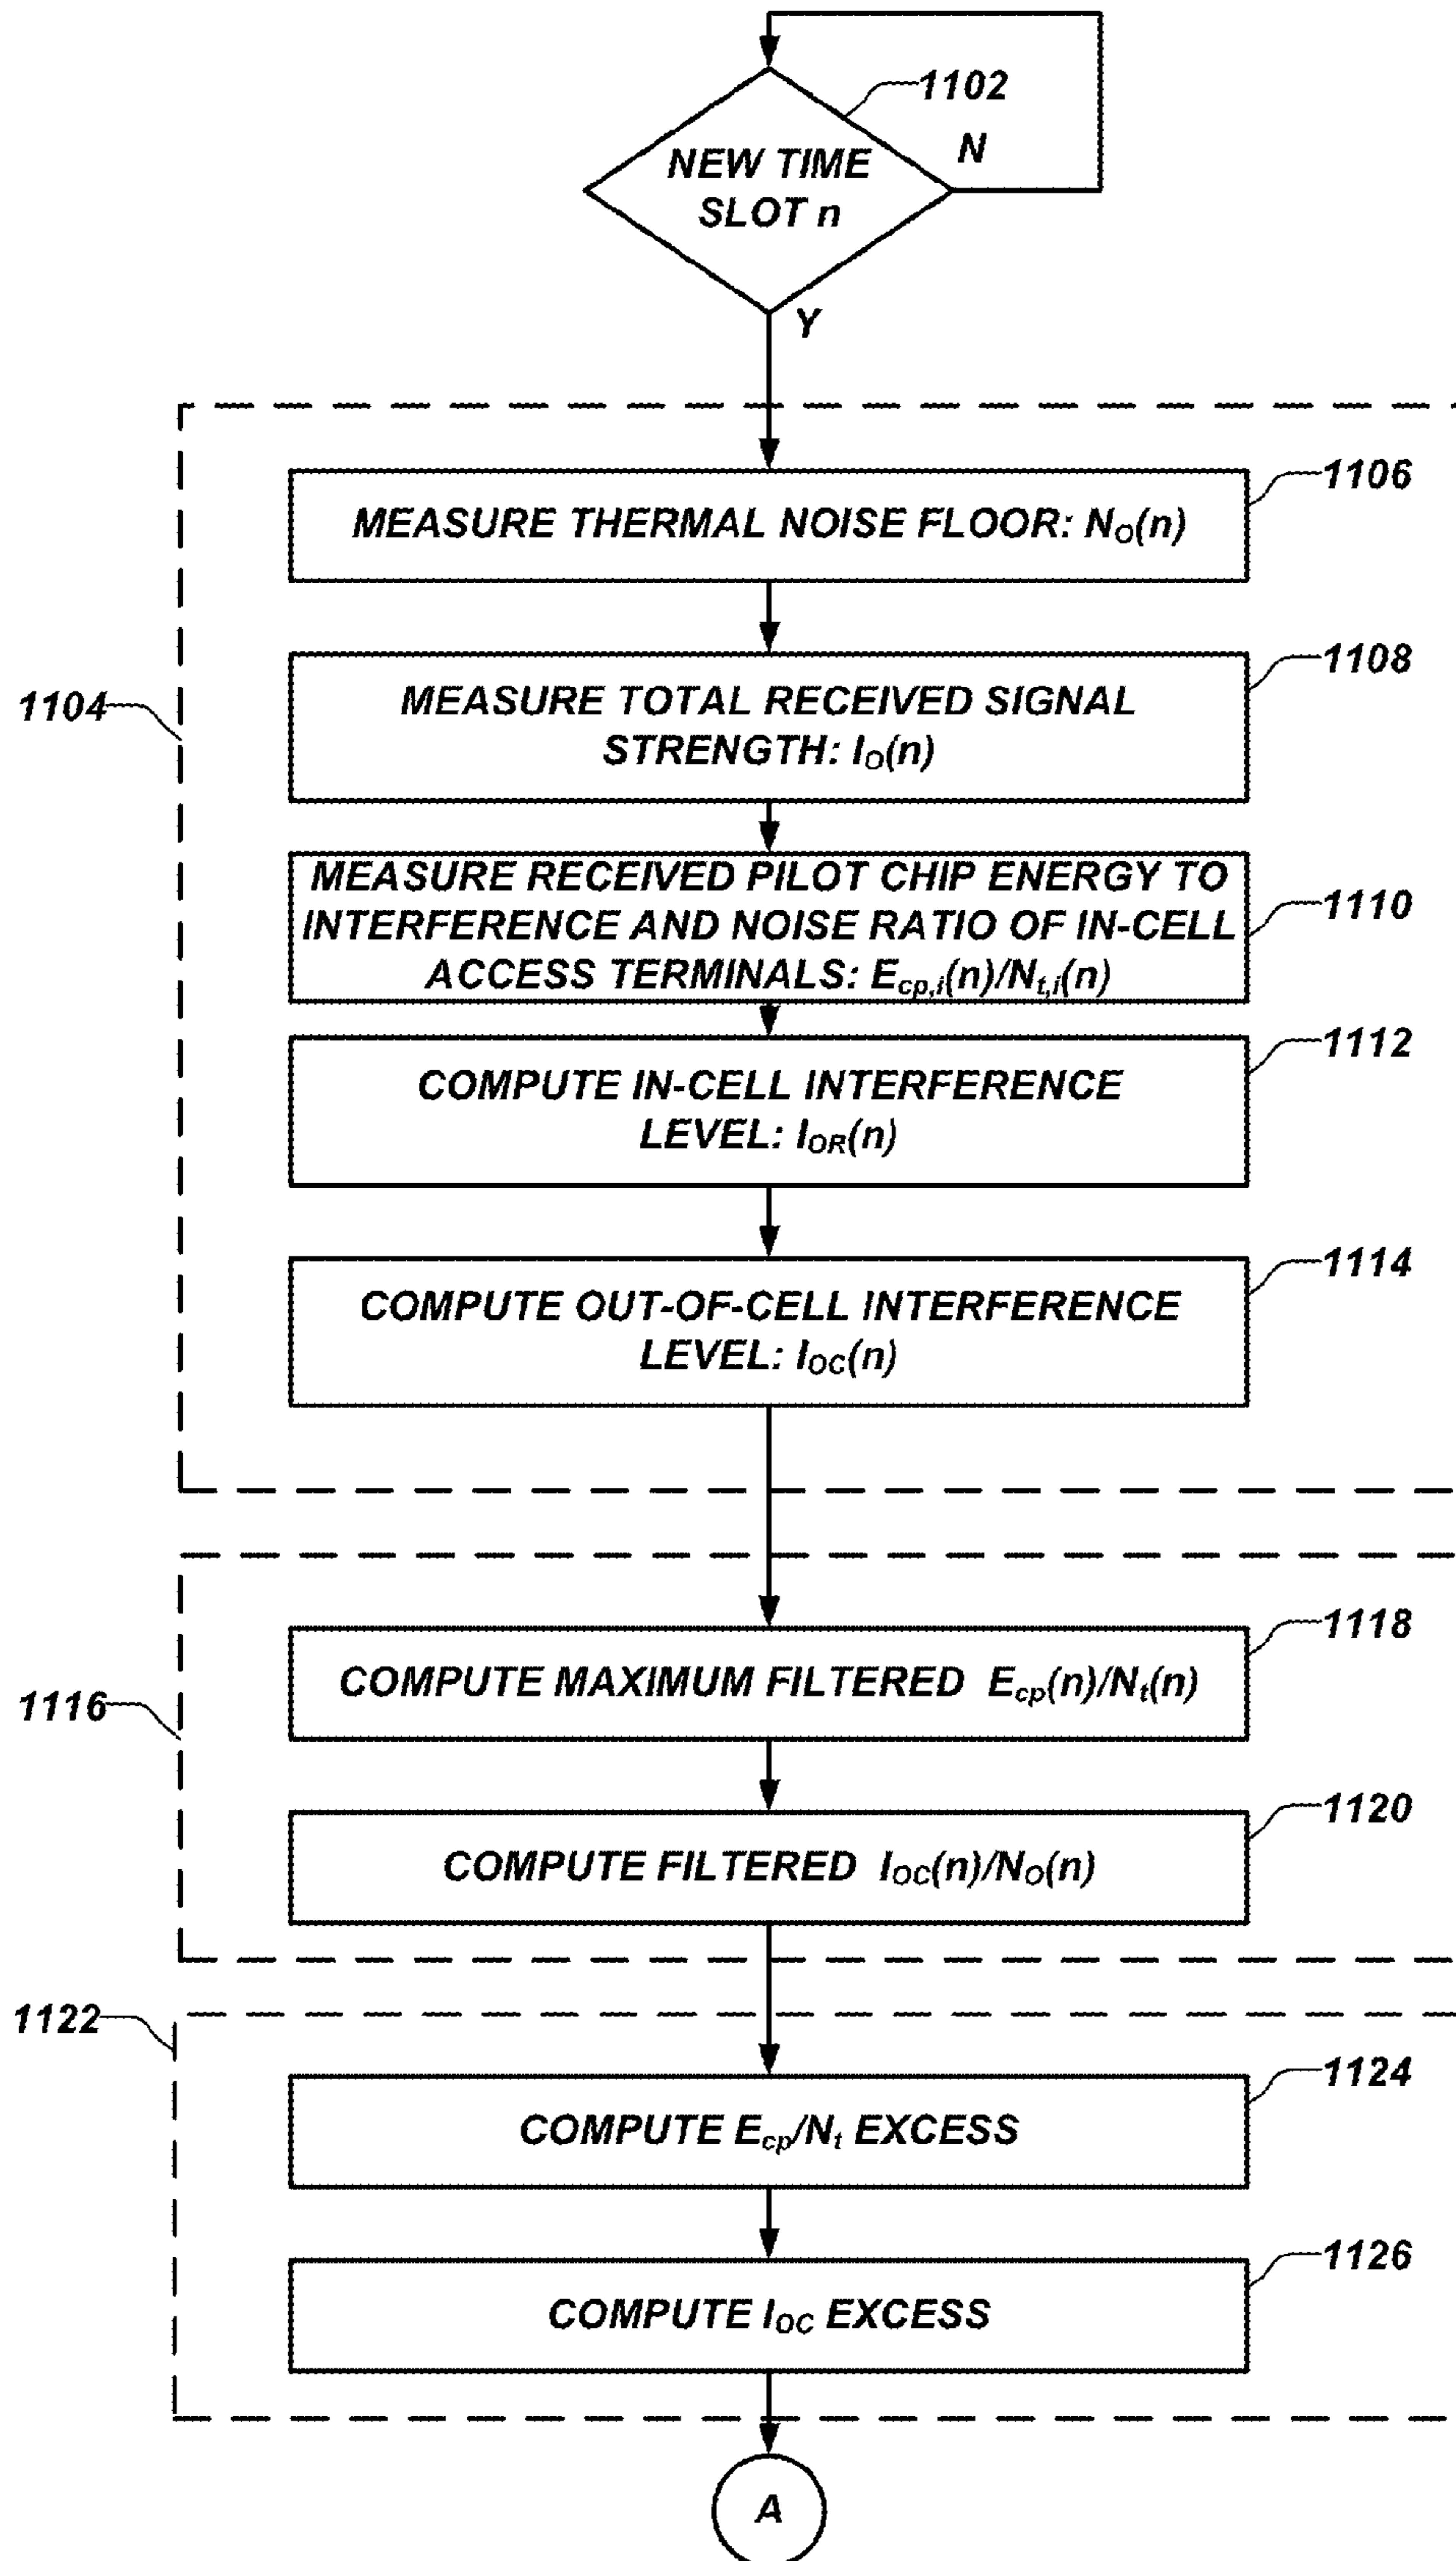 1102
N
NEW TIME
SLOT n
Y
1104
1106
MEASURE THERMAL NOISE FLOOR: NO(n)
1108
MEASURE TOTAL RECEIVED SIGNAL
STRENGTH: IO(n)
1110
MEASURE RECEIVED PILOT CHIP ENERGY TO
INTERFERENCE AND NOISE RATIO OF IN-CELL
ACCESS TERMINALS: Ecp,i(n)/Nt,i(n)
1112
COMPUTE IN-CELL INTERFERENCE
LEVEL: IOR(n)
1114
COMPUTE OUT-OF-CELL INTERFERENCE
LEVEL: IOC(n)
1116
1118
COMPUTE MAXIMUM FILTERED Ecp(n)/Nt(n)
1120
COMPUTE FILTERED IOC(n)/NO(n)
1122
1124
COMPUTE Ecp/Nt EXCESS
1126
COMPUTE IOC EXCESS
A